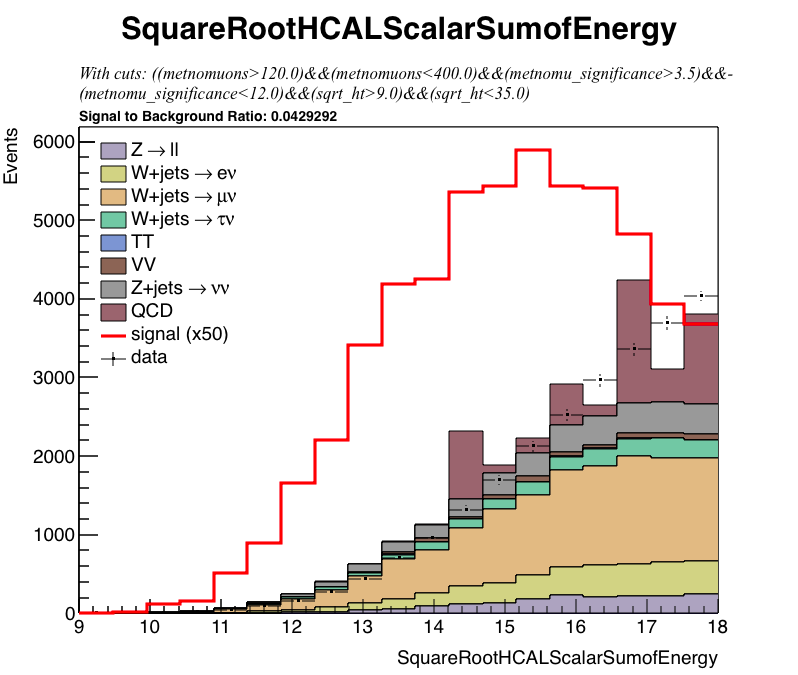 SquareRootHCALScalarSumofEnergy
With cuts: ((metnomuons>120.0)&&(metnomuons<400.0)&&(metnomu_significance>3.5)&&-
(metnomu_significance<12.0)&&(sqrt_ht>9.0)&&(sqrt_ht<35.0)
Signal to Background Ratio: 0.0429292
Events
6000
5000
4000
3000
2000
1000
0
Z → ll
W+jets → eν
W+jets → μν
W+jets → τν
TT
VV
Z+jets → νν
QCD
signal (x50)
data
9 10 11 12 13 14 15 16 17 18
SquareRootHCALScalarSumofEnergy